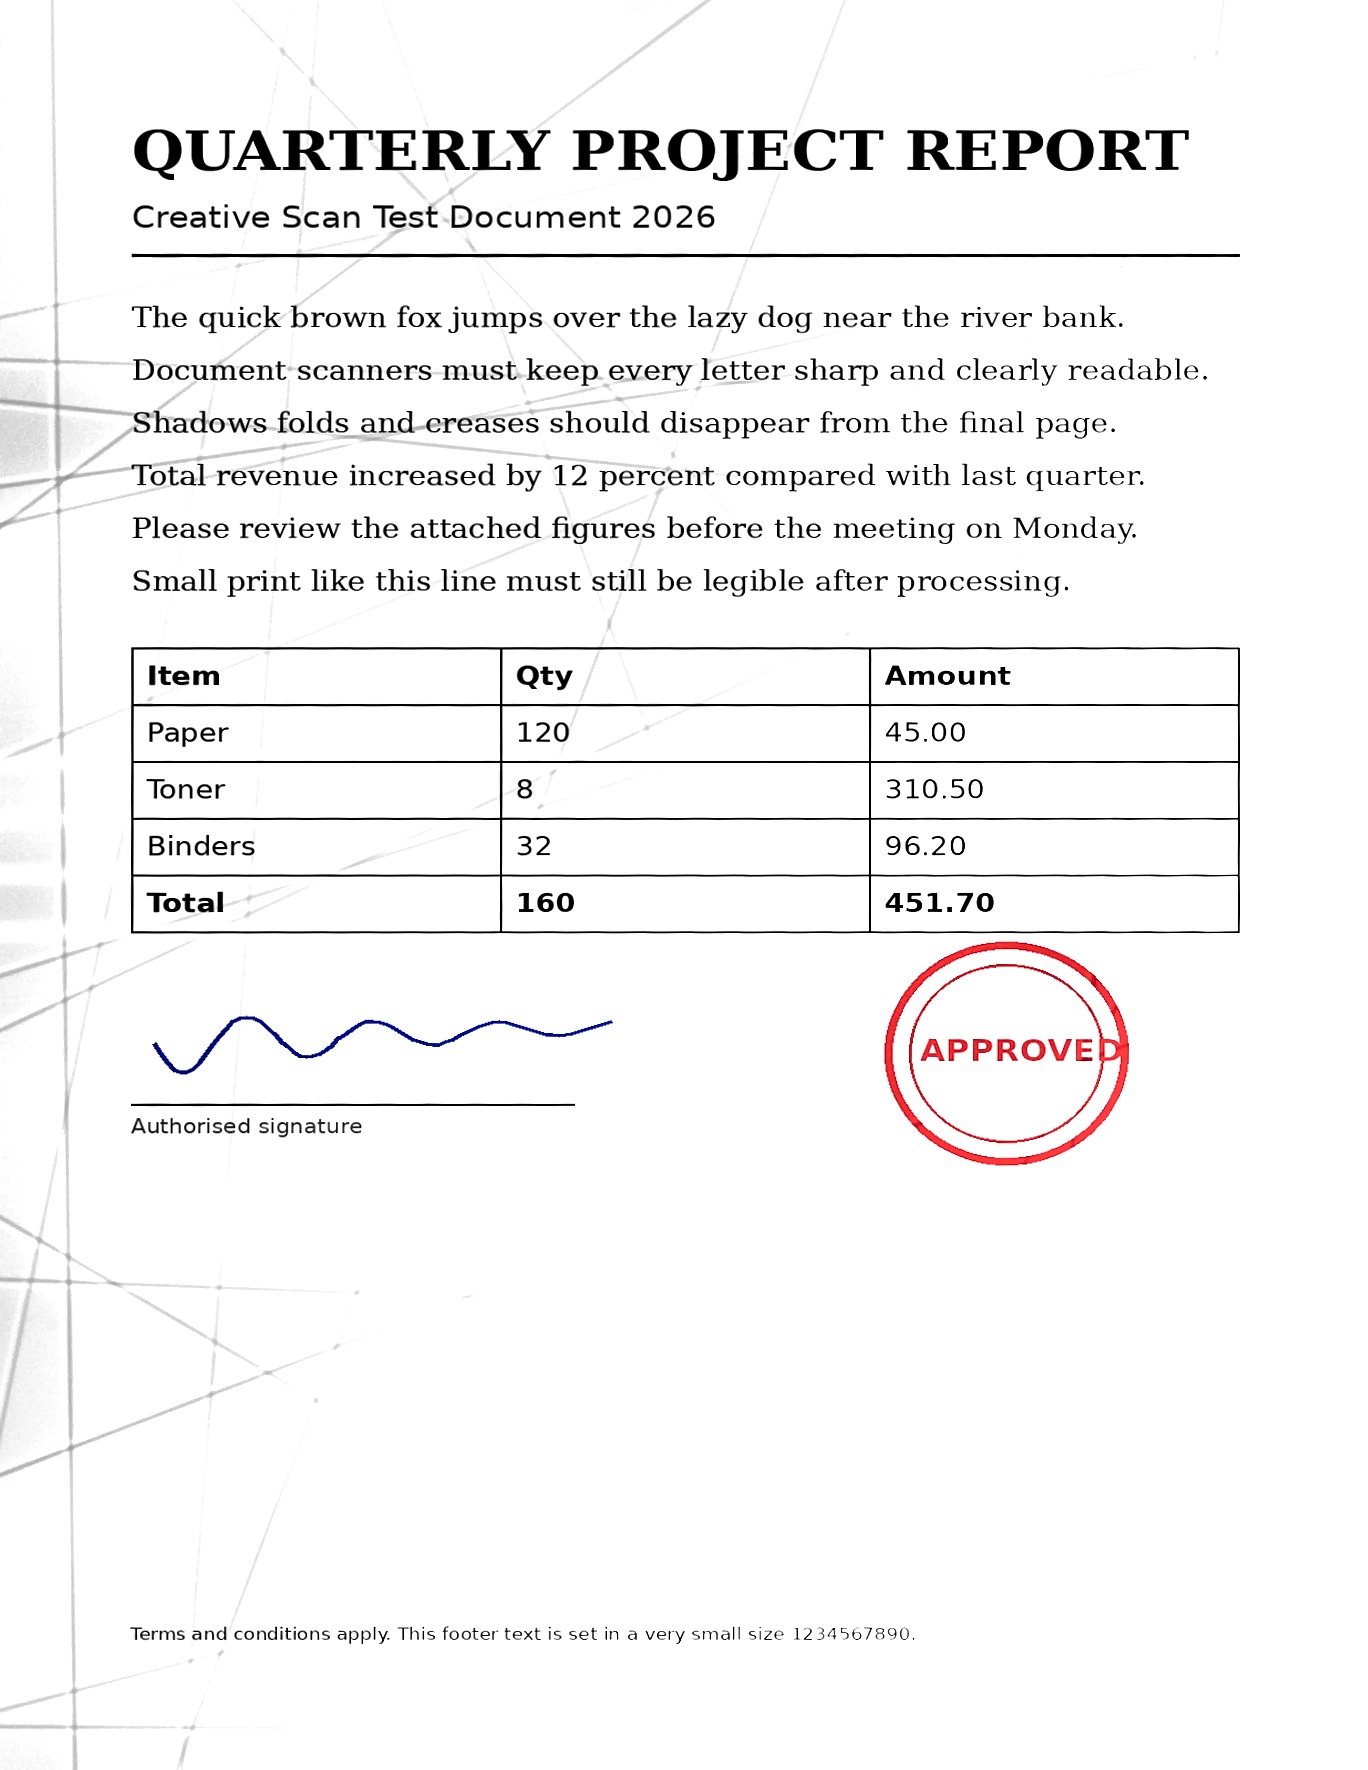 QUARTERLY PROJECT REPORT
Creative Scan Test Document 2026
The quick brown fox jumps over the lazy dog near the river bank.
Document scanners must keep every letter sharp and clearly readable.
Shadows folds and creases should disappear from the final page.
Total revenue increased by 12 percent compared with last quarter.
Please review the attached figures before the meeting on Monday.
Small print like this line must still be legible after processing.
Item Qty Amount
Paper 120 45.00
Toner 8 310.50
Binders 32 96.20
Total 160 451.70
APPROVED
Authorised signature
Terms and conditions apply. This footer text is set in a very small size 1234567890.